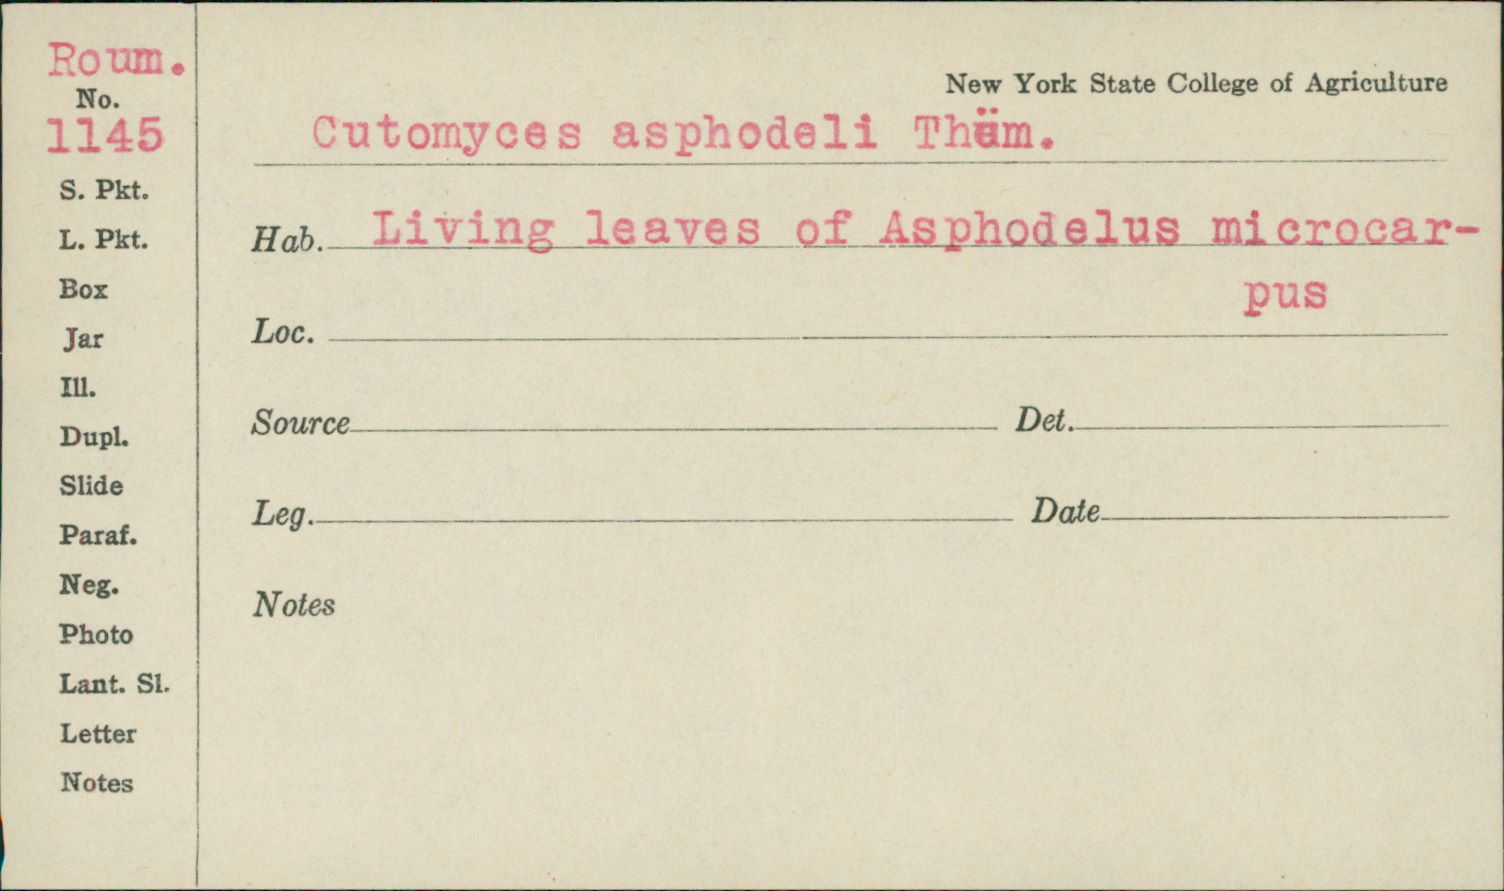 Roum.
No.
1145
S. Pkt.
L. Pkt.
Box
Jar
Ill.
Dupl.
Slide
Paraf.
Neg.
Photo
Lant. Sl.
Letter
Notes
New York State College of Agriculture
Cutomyces asphodeli Thüm.
Hab. Living leaves of Asphodelus microcar-
pus
Loc.
Source Det.
Leg. Date
Notes